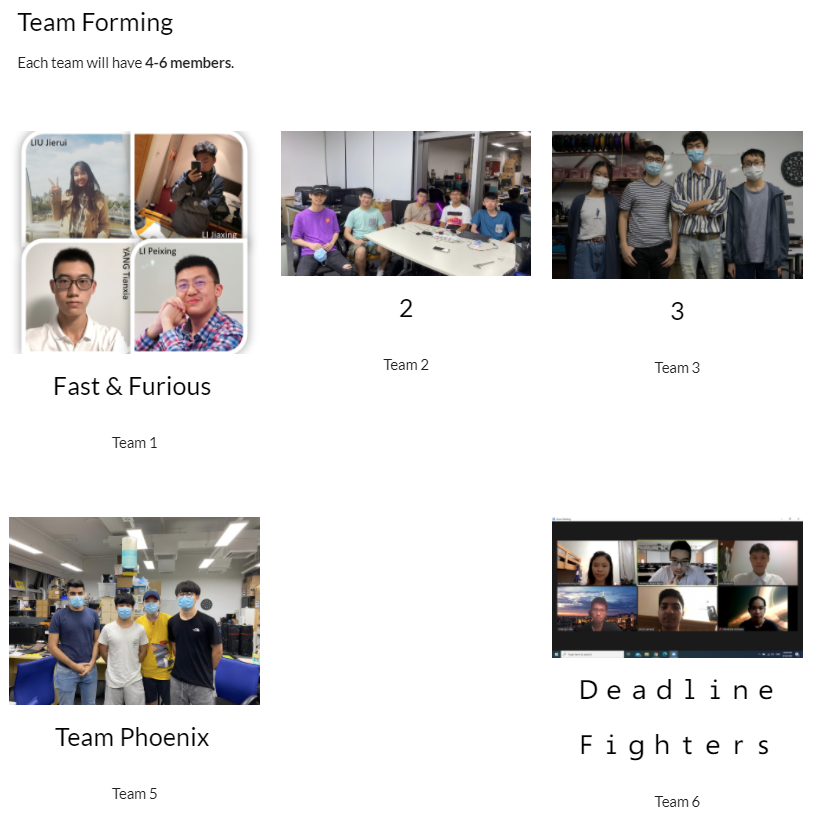 Team Forming
Each team will have 4-6 members.
LIU Jierui
LI Jiaxing
YANG Tianxia
LI Peixing
Fast & Furious
Team 1
2
Team 2
3
Team 3
Team Phoenix
Team 5
Deadline
Fighters
Team 6